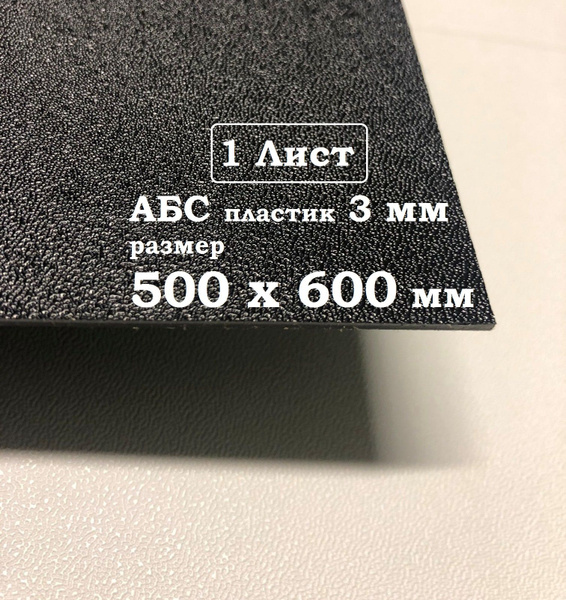 1 Лист
АБС пластик 3 мм
размер
500 х 600 мм